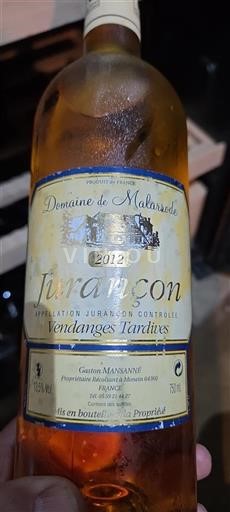 PRODUIT DE FRANCE
Domaine de Malarrode
2012
Jurançon
APPELLATION JURANÇON CONTRÔLÉE
Vendanges Tardives
Gaston MANSANNÉ
Propriétaire Récoltant à Monein 64360
FRANCE
13,5% Vol. 750 ml
Tél. 05 59 21 44 27
Contient des sulfites
Mis en bouteille à la Propriété